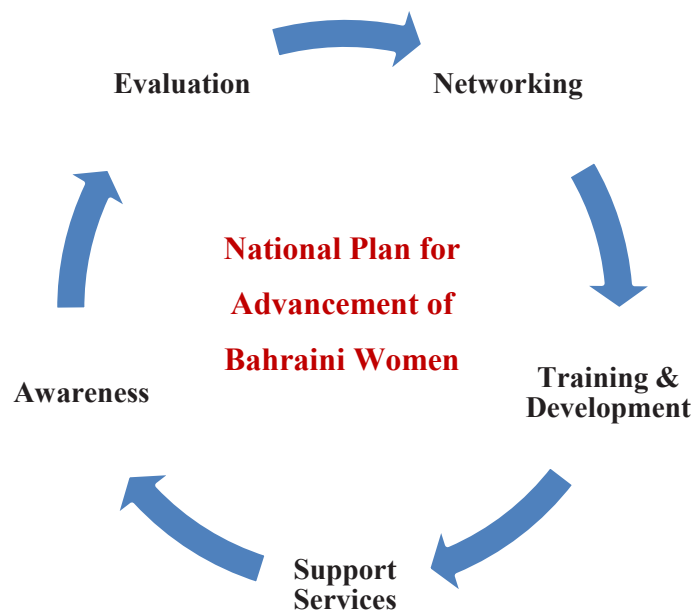 Evaluation
Networking
National Plan for
Advancement of
Bahraini Women
Awareness
Training &
Development
Support
Services